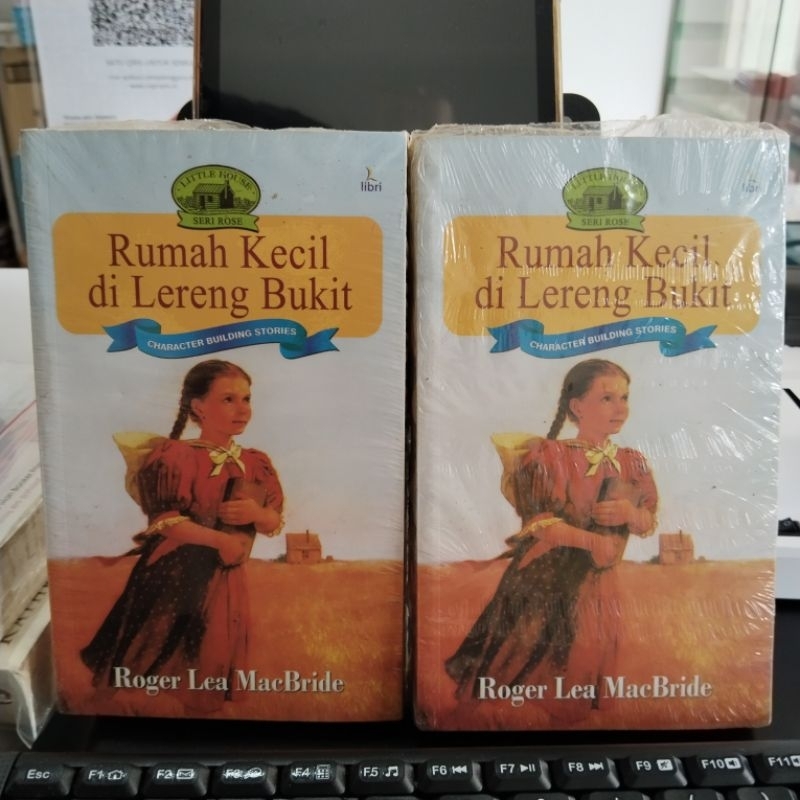 LITTLE HOUSE
SERI ROSE
libri
Rumah Kecil
di Lereng Bukit
CHARACTER BUILDING STORIES
Roger Lea MacBride
LITTLE HOUSE
SERI ROSE
libri
Rumah Kecil
di Lereng Bukit
CHARACTER BUILDING STORIES
Roger Lea MacBride
Esc F1 F2 F3 F4 F5 F6 F7 F8 F9 F10 F11